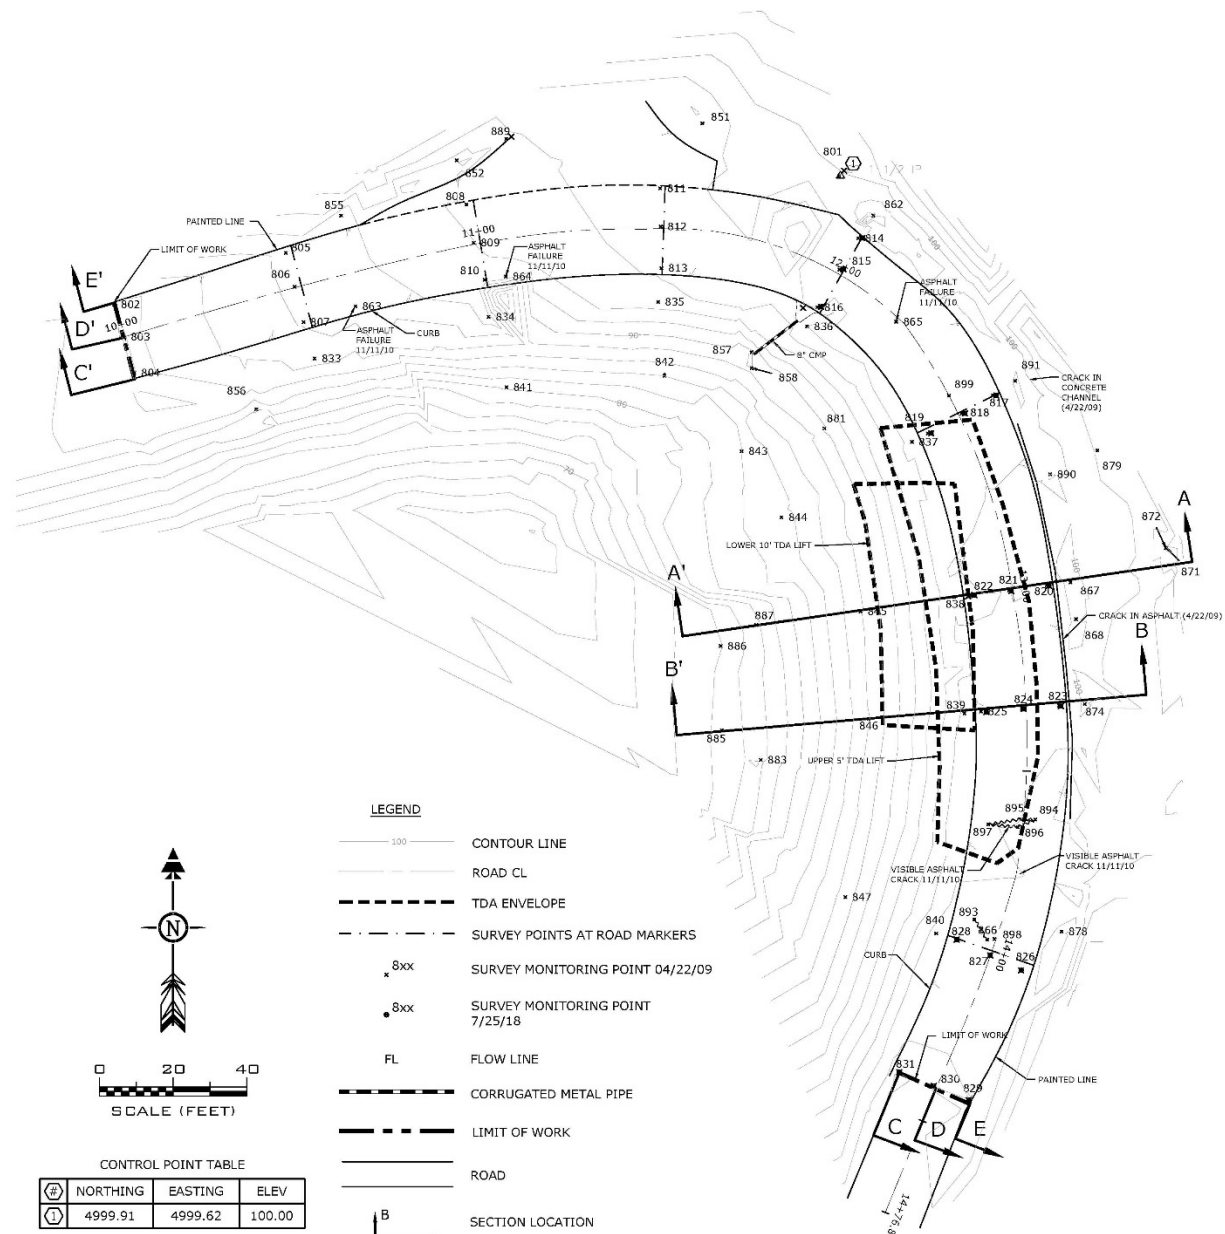 851
889
801
1
852
855
808
811
862
PAINTED LINE
11+00
812
814
LIMIT OF WORK
805
809
ASPHALT
FAILURE
11/11/10
815
12+00
E'
806
810
864
813
ASPHALT
FAILURE
11/11/10
802
863
835
816
865
10+00
D'
803
807
ASPHALT
FAILURE
11/11/10
CURB
834
836
90
857
8" CMP
891
C'
804
833
842
858
CRACK IN
CONCRETE
CHANNEL
(4/22/09)
841
899
817
856
80
881
819
818
837
843
879
70
890
844
A
872
LOWER 10' TDA LIFT
871
A'
822
821
820
867
838
845
887
CRACK IN ASPHALT (4/22/09)
868
886
B
B'
100
839
825
824
823
874
885
846
883
UPPER 5' TDA LIFT
LEGEND
895
894
897
896
100
CONTOUR LINE
VISIBLE ASPHALT
CRACK 11/11/10
VISIBLE ASPHALT
CRACK 11/11/10
ROAD CL
TDA ENVELOPE
847
893
840
828
866
898
878
N
SURVEY POINTS AT ROAD MARKERS
827
14+00
826
CURB
8xx
SURVEY MONITORING POINT 04/22/09
8xx
SURVEY MONITORING POINT
7/25/18
LIMIT OF WORK
FL
FLOW LINE
831
830
829
PAINTED LINE
0 20 40
SCALE (FEET)
CORRUGATED METAL PIPE
LIMIT OF WORK
C
D
E
CONTROL POINT TABLE
# NORTHING EASTING ELEV
1 4999.91 4999.62 100.00
ROAD
B
SECTION LOCATION